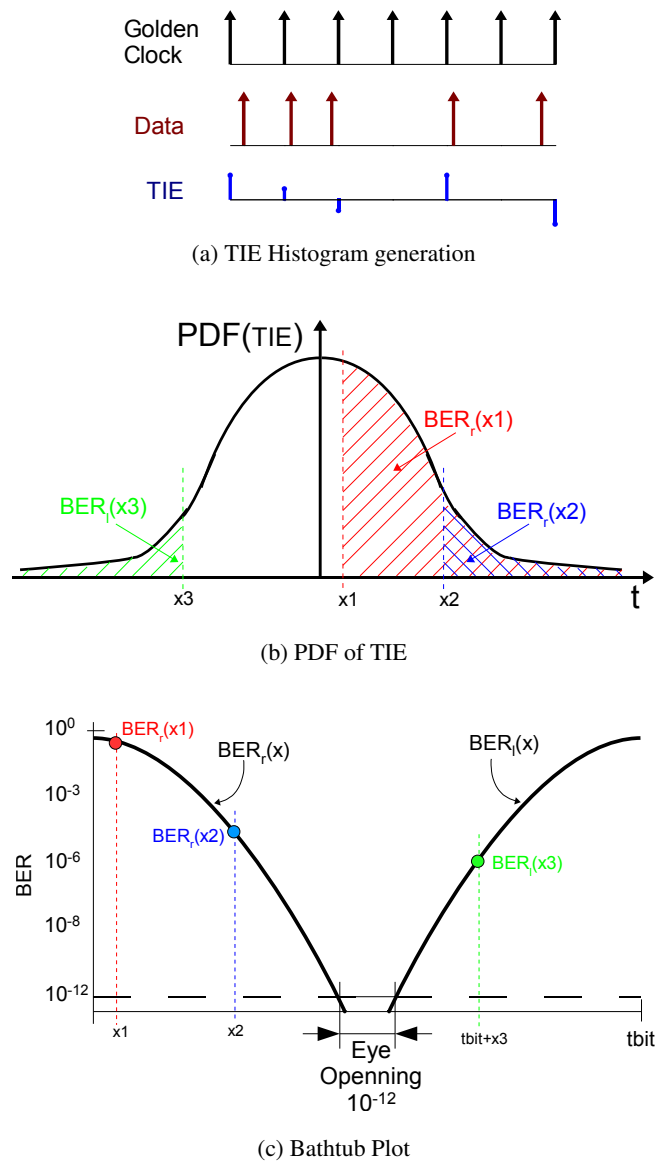 Golden
Clock
Data
TIE
(a) TIE Histogram generation
PDF(TIE)
BERr(x1)
BERl(x3)
BERr(x2)
x3
x1
x2
t
(b) PDF of TIE
10^0
BERr(x1)
BERr(x)
BERl(x)
10^-3
BERr(x2)
10^-6
BERl(x3)
BER
10^-8
10^-12
x1
x2
tbit+x3
tbit
Eye
Openning
10^-12
(c) Bathtub Plot